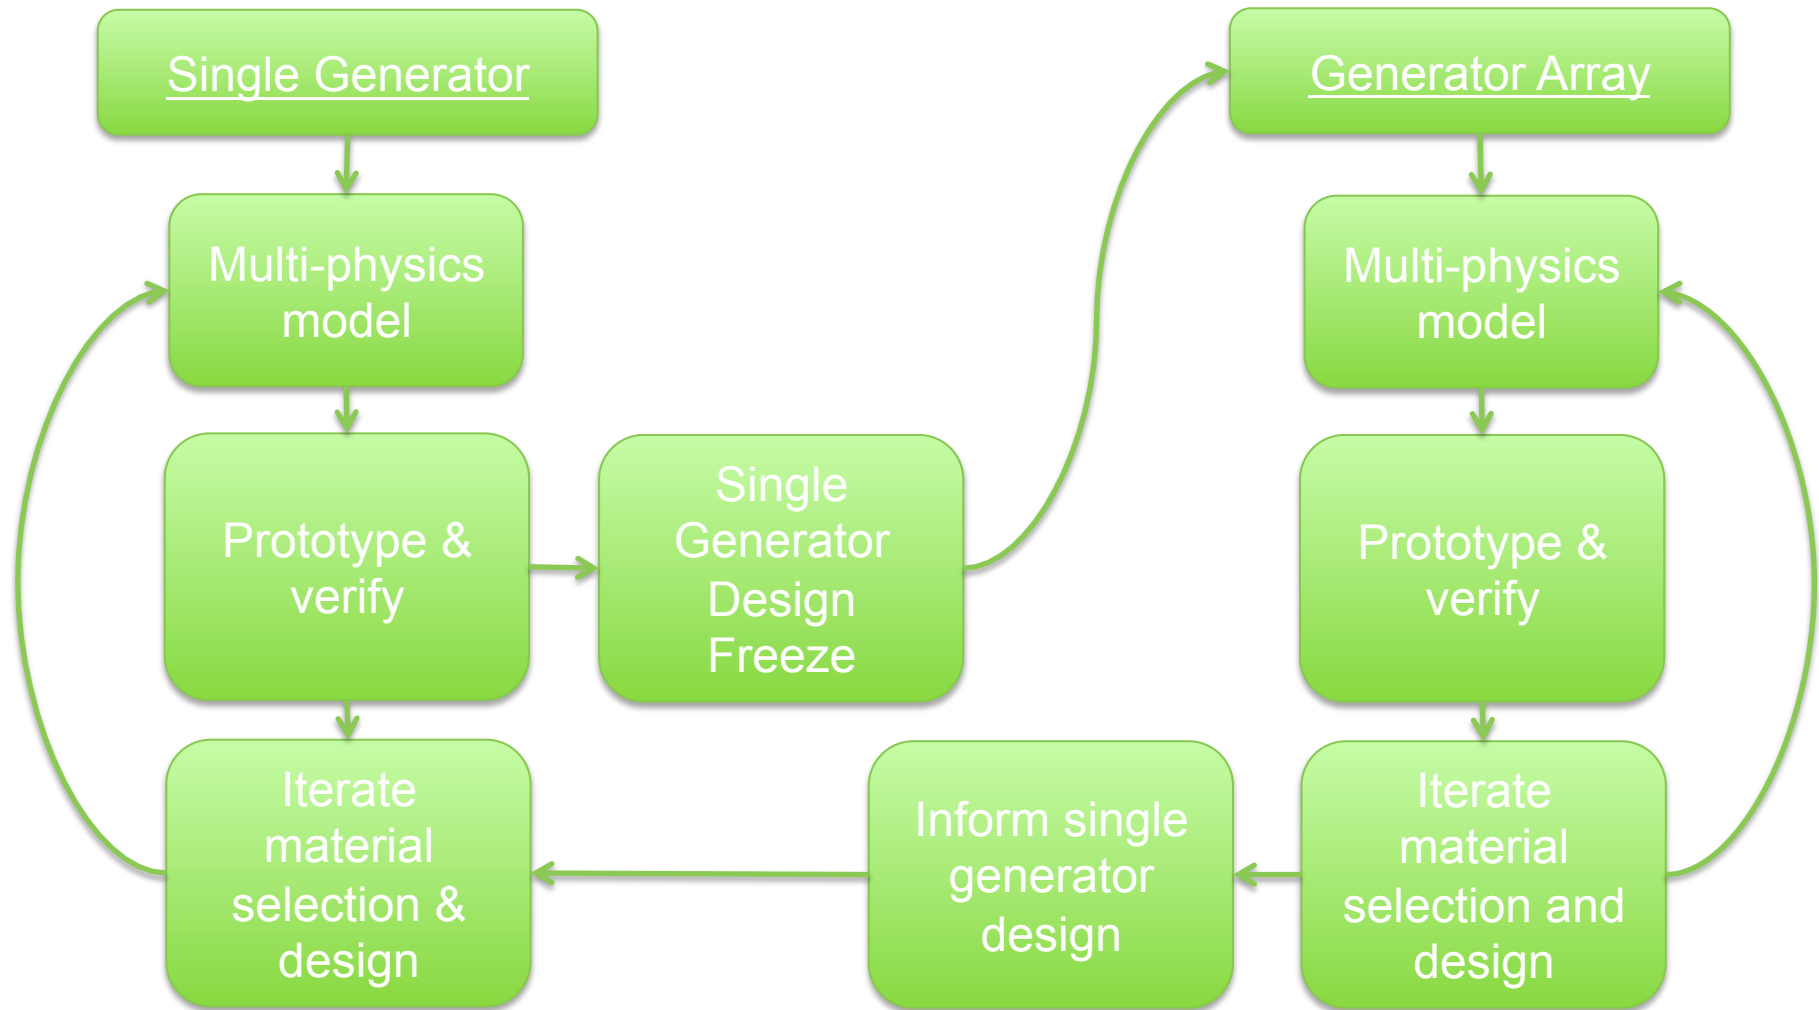 Single Generator
Generator Array
Multi-physics
model
Multi-physics
model
Prototype &
verify
Single
Generator
Design
Freeze
Prototype &
verify
Iterate
material
selection &
design
Inform single
generator
design
Iterate
material
selection and
design